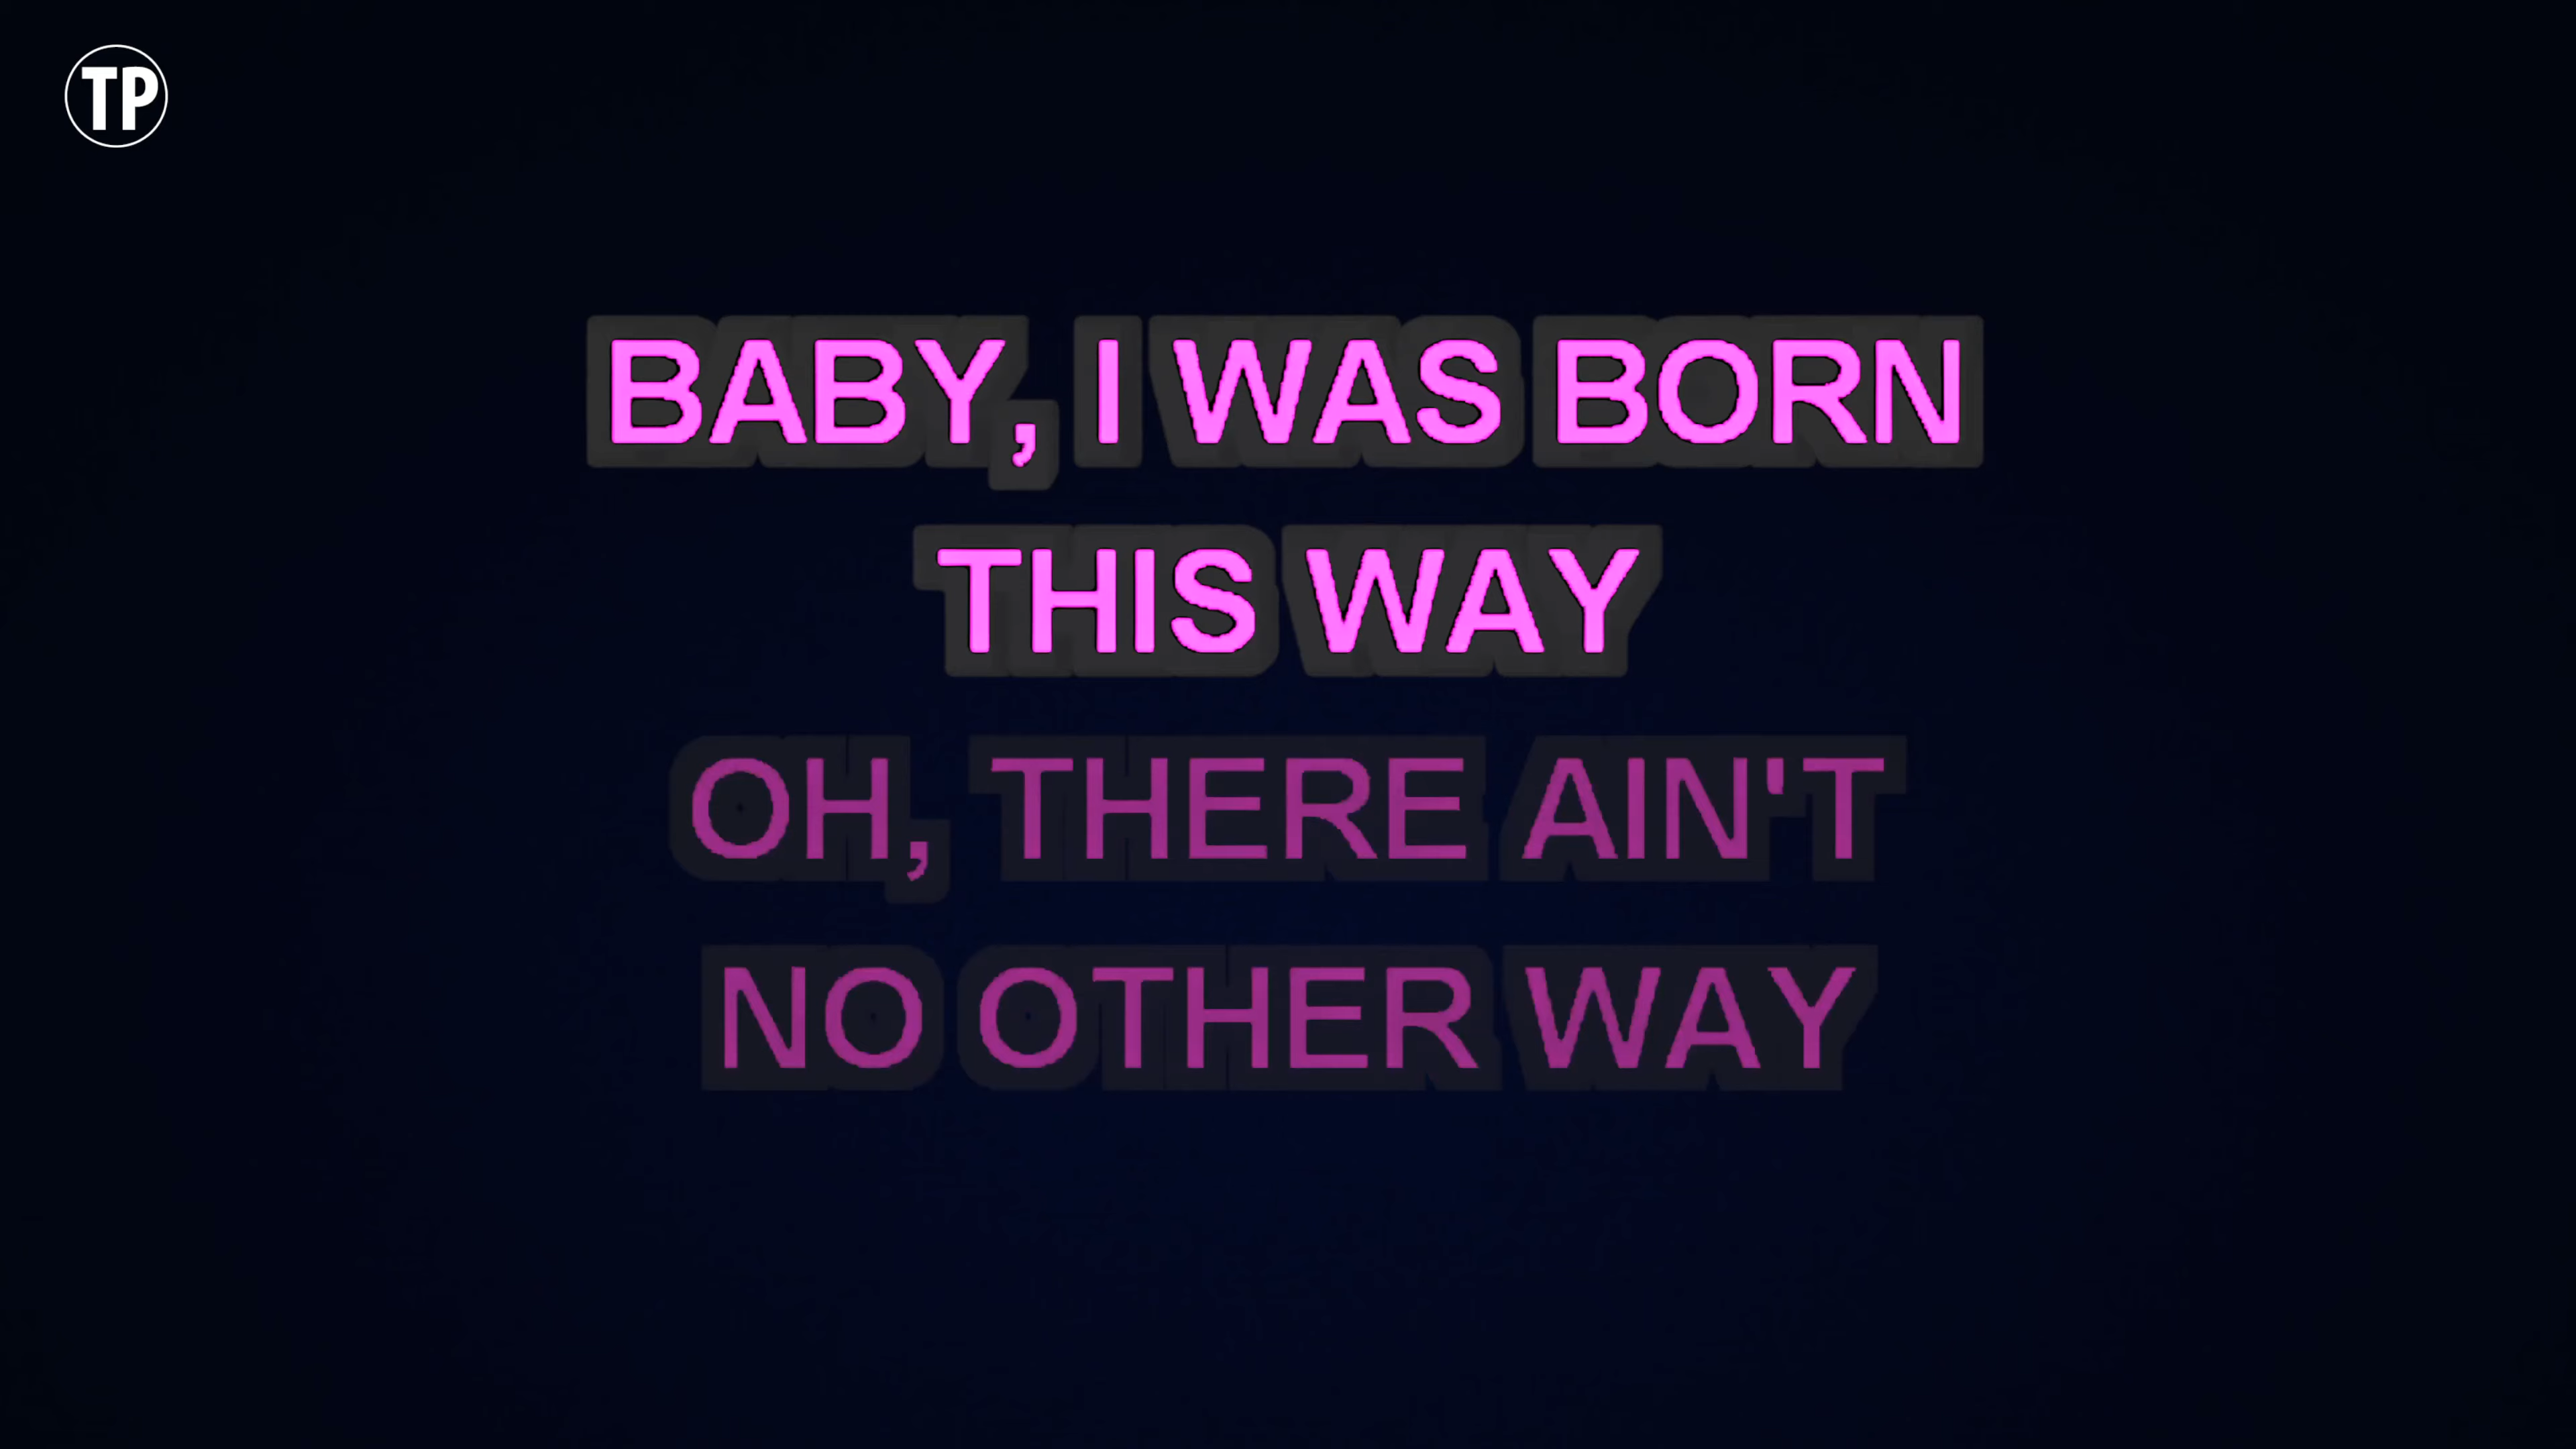 TP
BABY, I WAS BORN
THIS WAY
OH, THERE AIN'T
NO OTHER WAY